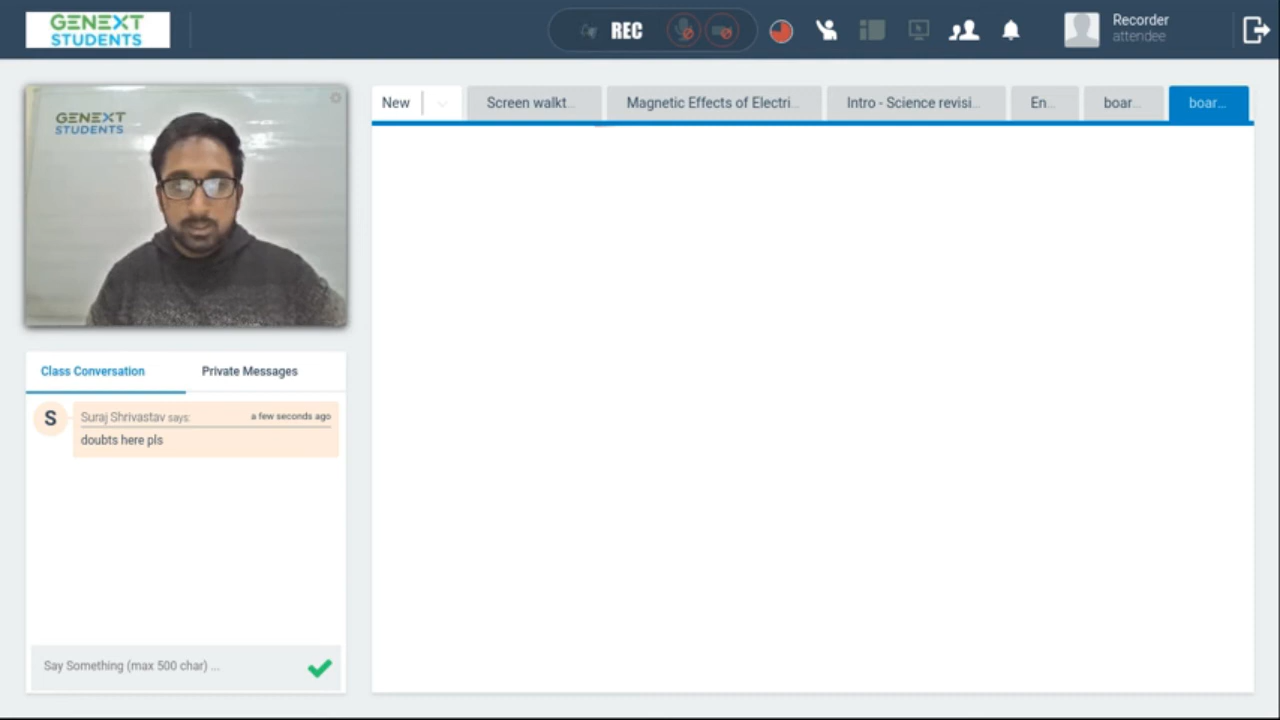 GENEXT
STUDENTS
REC
Recorder
attendee
GENEXT
STUDENTS
New
Screen walkt...
Magnetic Effects of Electri...
Intro - Science revisi...
En...
boar...
boar...
Class Conversation
Private Messages
S
Suraj Shrivastav says:
a few seconds ago
doubts here pls
Say Something (max 500 char) ...